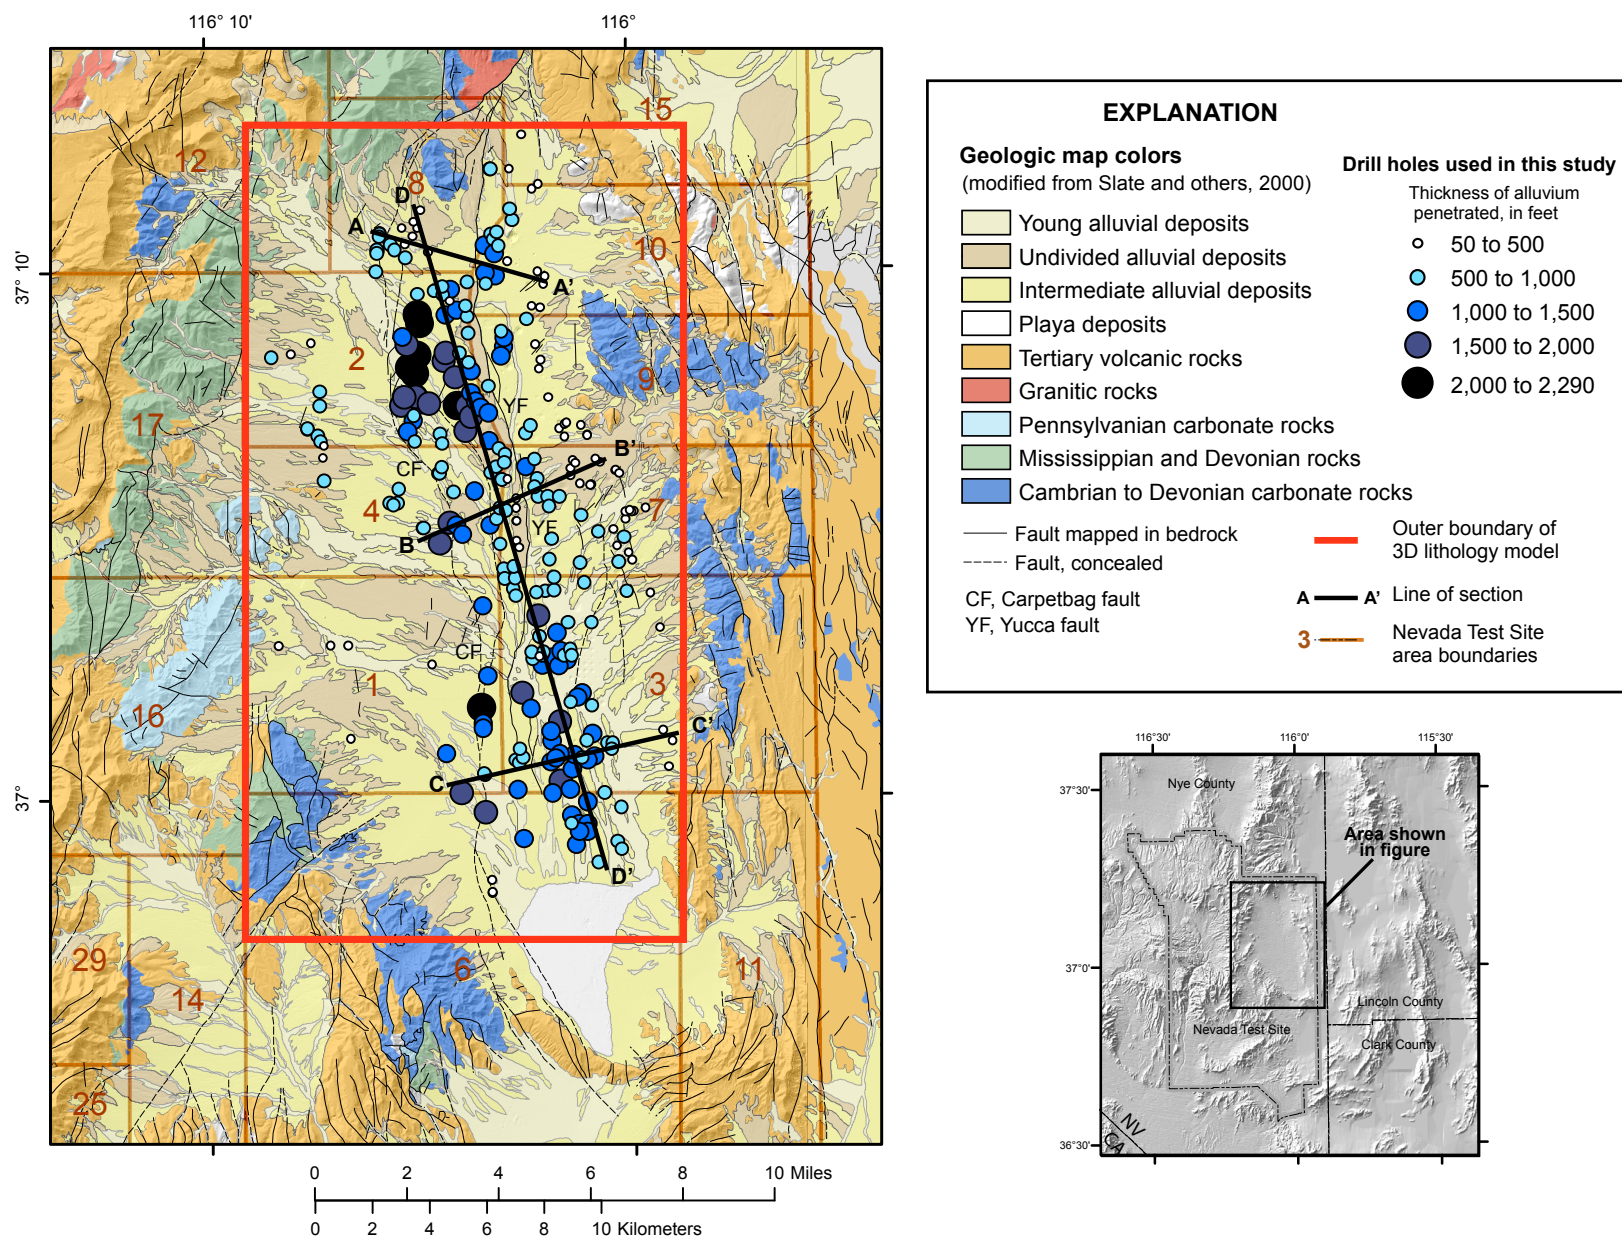 116° 10'
116°
15
12
8
D
A
10
37° 10'
A'
2
9
YF
17
B'
CF
4
7
YF
B
CF
1
3
16
C'
C
37°
D'
29
6
11
14
25
0 2 4 6 8 10 Miles
0 2 4 6 8 10 Kilometers
EXPLANATION
Geologic map colors
(modified from Slate and others, 2000)
Young alluvial deposits
Undivided alluvial deposits
Intermediate alluvial deposits
Playa deposits
Tertiary volcanic rocks
Granitic rocks
Pennsylvanian carbonate rocks
Mississippian and Devonian rocks
Cambrian to Devonian carbonate rocks
Fault mapped in bedrock
Fault, concealed
CF, Carpetbag fault
YF, Yucca fault
Drill holes used in this study
Thickness of alluvium
penetrated, in feet
50 to 500
500 to 1,000
1,000 to 1,500
1,500 to 2,000
2,000 to 2,290
Outer boundary of
3D lithology model
A A' Line of section
3 Nevada Test Site
area boundaries
116°30' 116°0' 115°30'
37°30'
Nye County
Area shown
in figure
37°0'
Lincoln County
Nevada Test Site
Clark County
NV
CA
36°30'